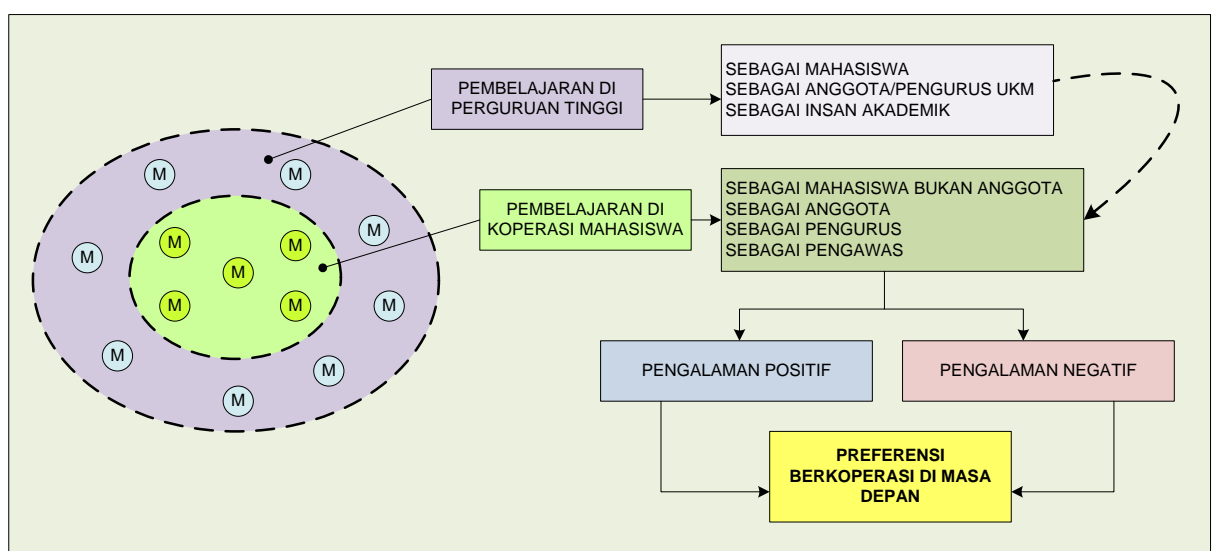 PEMBELAJARAN DI
PERGURUAN TINGGI
SEBAGAI MAHASISWA
SEBAGAI ANGGOTA/PENGURUS UKM
SEBAGAI INSAN AKADEMIK
M
M
M
M
M
M
M
M
M
M
M
M
M
PEMBELAJARAN DI
KOPERASI MAHASISWA
SEBAGAI MAHASISWA BUKAN ANGGOTA
SEBAGAI ANGGOTA
SEBAGAI PENGURUS
SEBAGAI PENGAWAS
PENGALAMAN POSITIF
PENGALAMAN NEGATIF
PREFERENSI
BERKOPERASI DI MASA
DEPAN